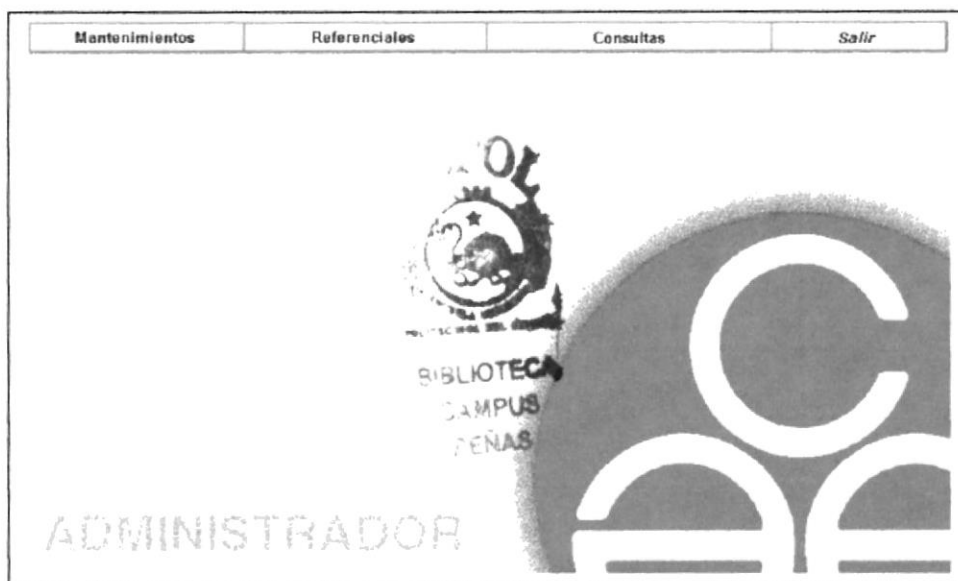 Mantenimientos Referenciales Consultas Salir
BIBLIOTECA
CAMPUS
PEÑAS
ADMINISTRADOR